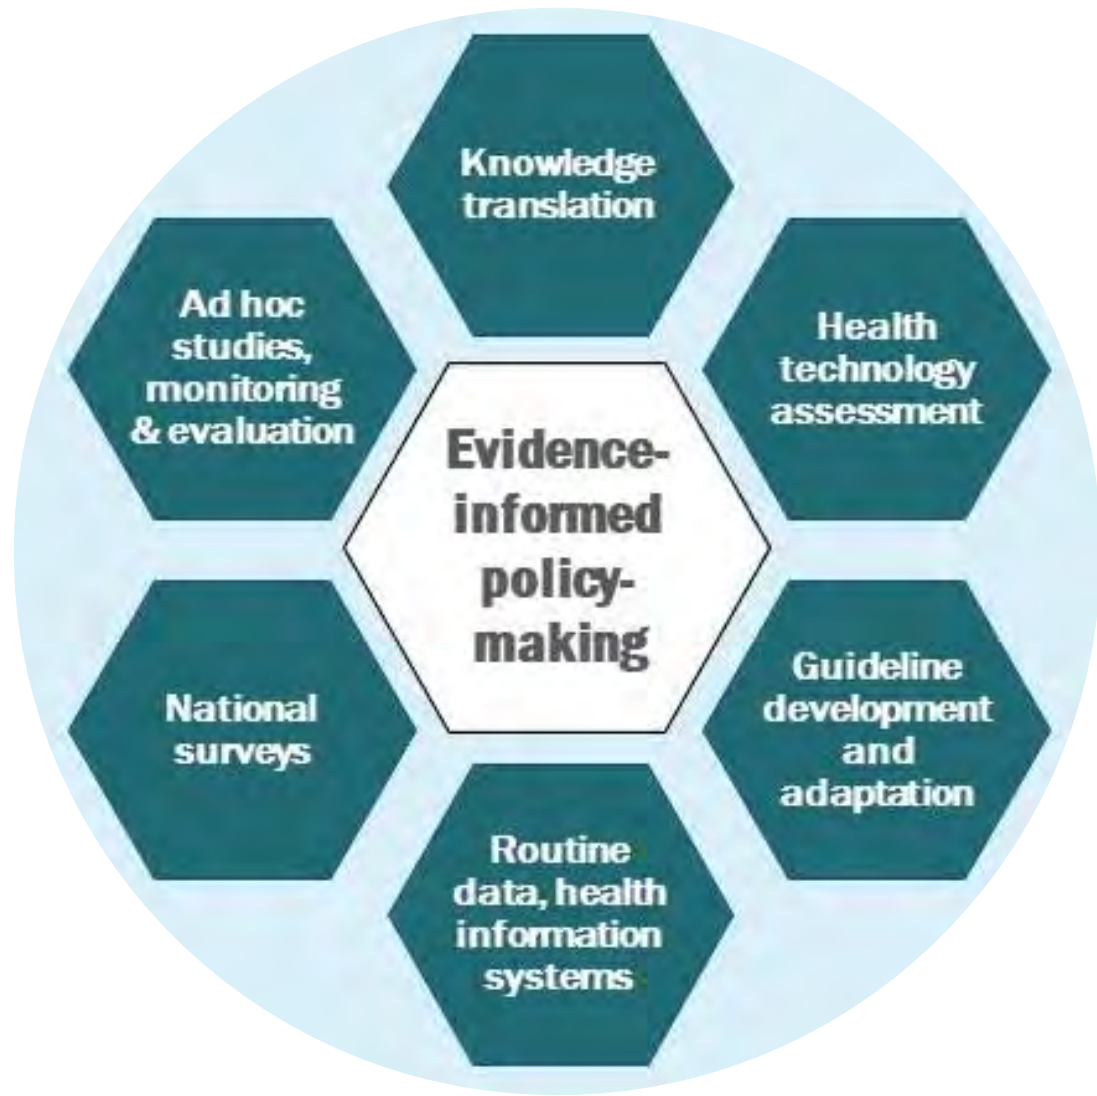 Knowledge
translation
Health
technology
assessment
Guideline
development
and
adaptation
Routine
data, health
information
systems
National
surveys
Ad hoc
studies,
monitoring
& evaluation
Evidence-
informed
policy-
making